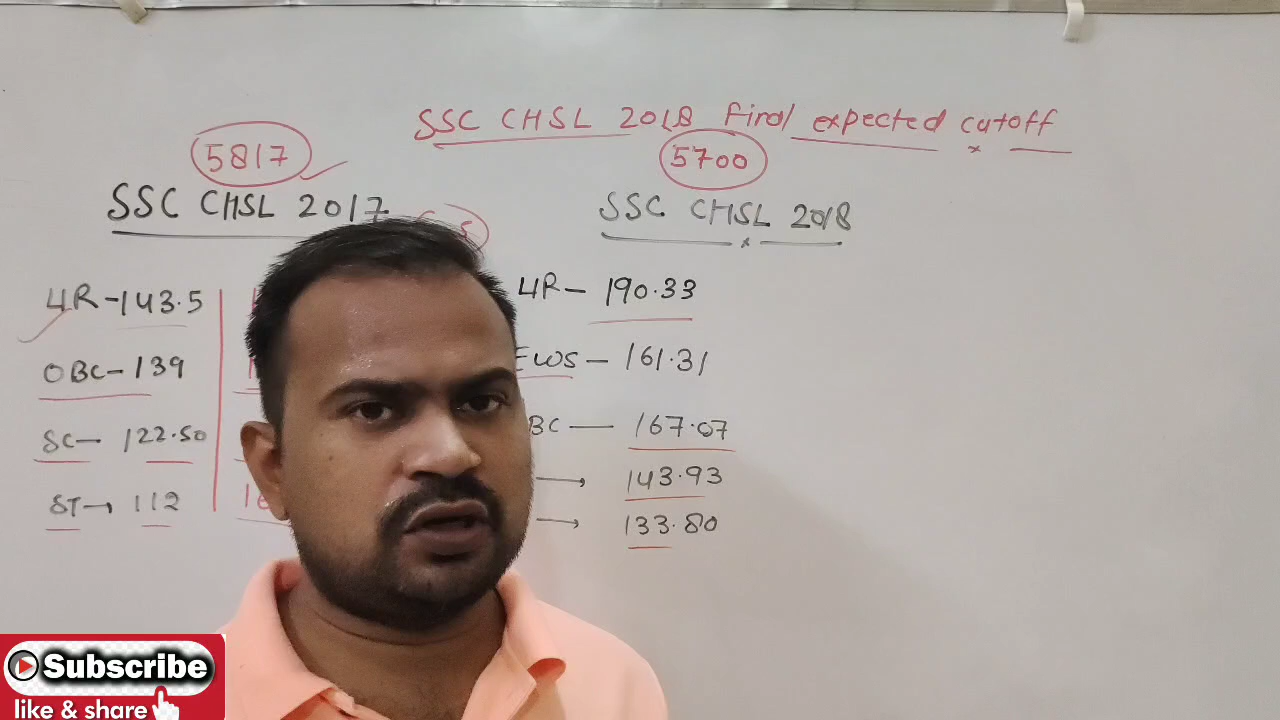 SSC CHSL 2018 Final expected cutoff
5817
5700
SSC CHSL 2017
SSC CHSL 2018
UR-143.5
OBC-139
SC- 122.50
ST→ 112
UR- 190.33
EWS- 161.31
BC- 167.07
→ 143.93
→ 133.80
Subscribe
like & share